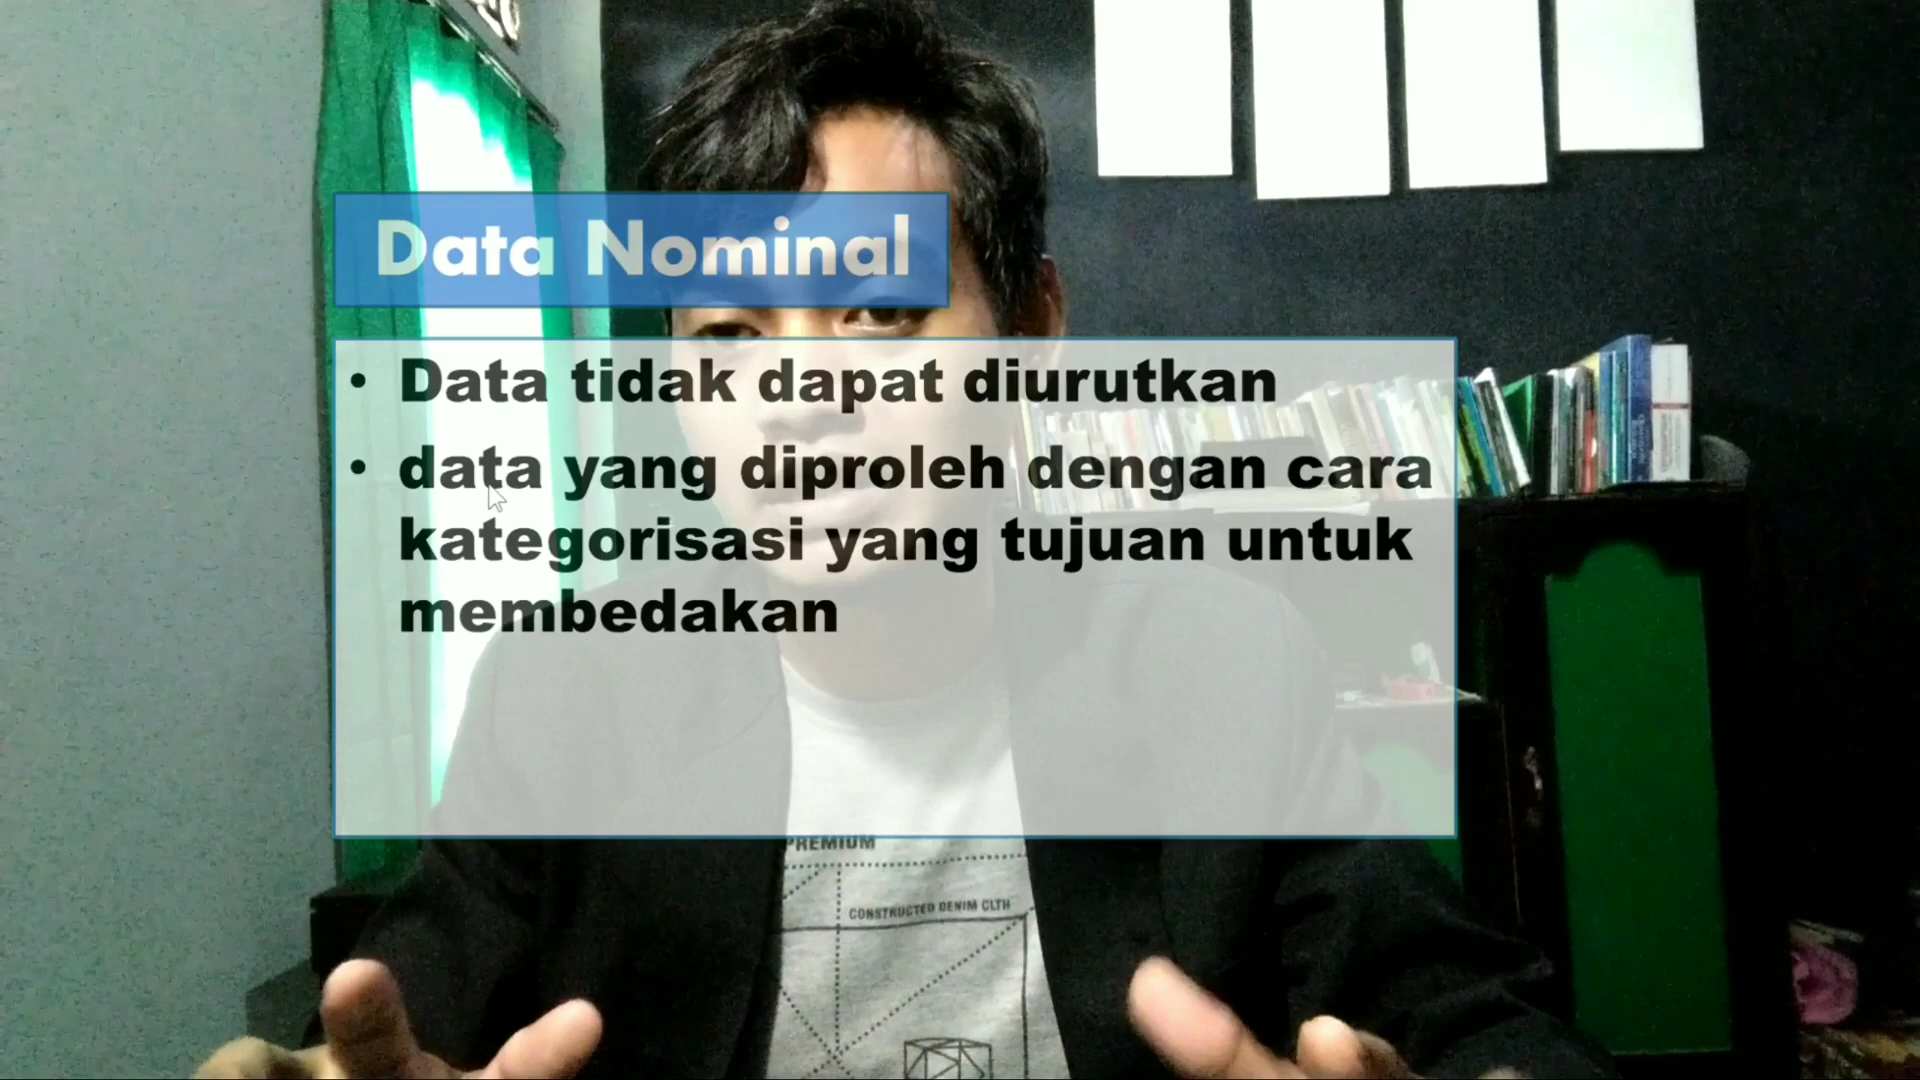 Data Nominal
• Data tidak dapat diurutkan
• data yang diproleh dengan cara
kategorisasi yang tujuan untuk
membedakan
PREMIUM
CONSTRUCTED DENIM CLTH